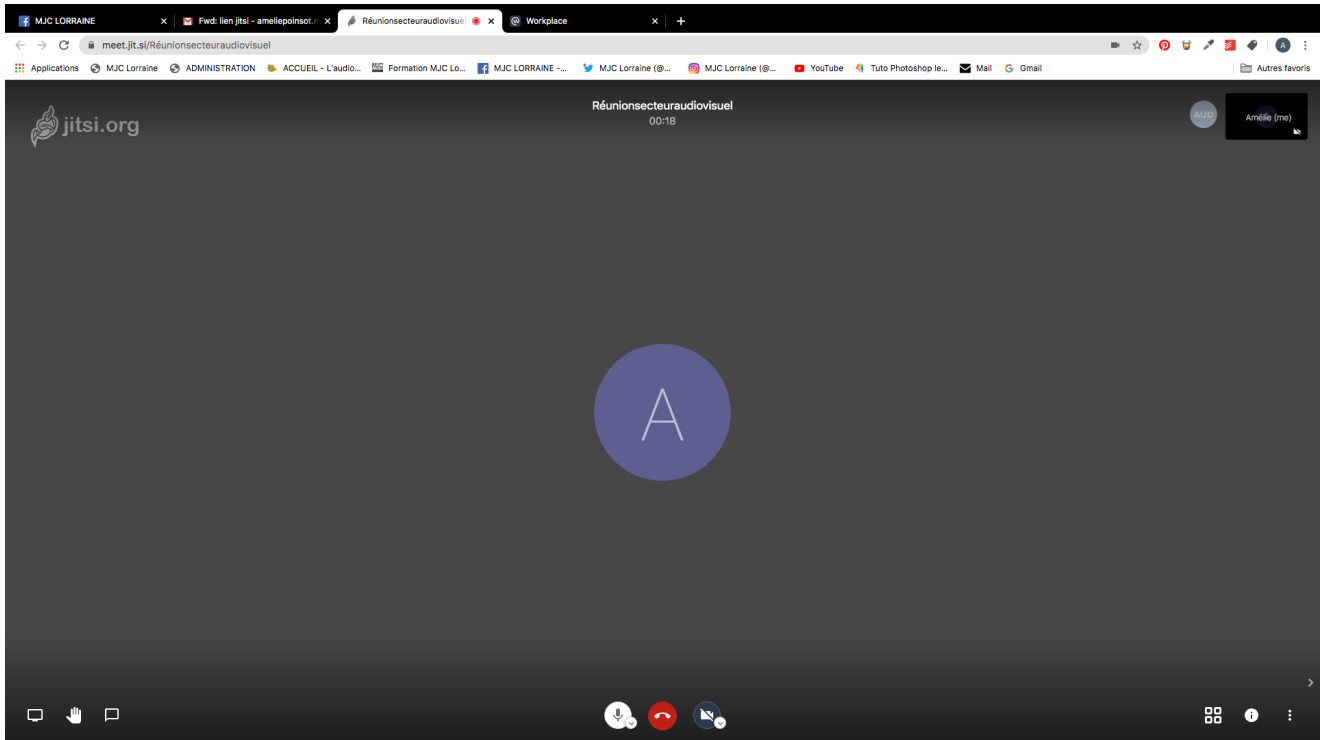 MJC LORRAINE
Fwd: lien jitsi - ameliepoinsot.n
Réunionsecteuraudiovisuel
Workplace
meet.jit.si/Réunionsecteuraudiovisuel
A
Applications
MJC Lorraine
ADMINISTRATION
ACCUEIL - L'audio...
Formation MJC Lo...
MJC LORRAINE -...
MJC Lorraine (@...
MJC Lorraine (@...
YouTube
Tuto Photoshop le...
Mail
Gmail
Autres favoris
jitsi.org
Réunionsecteuraudiovisuel
00:18
AUD
Amélie (me)
A